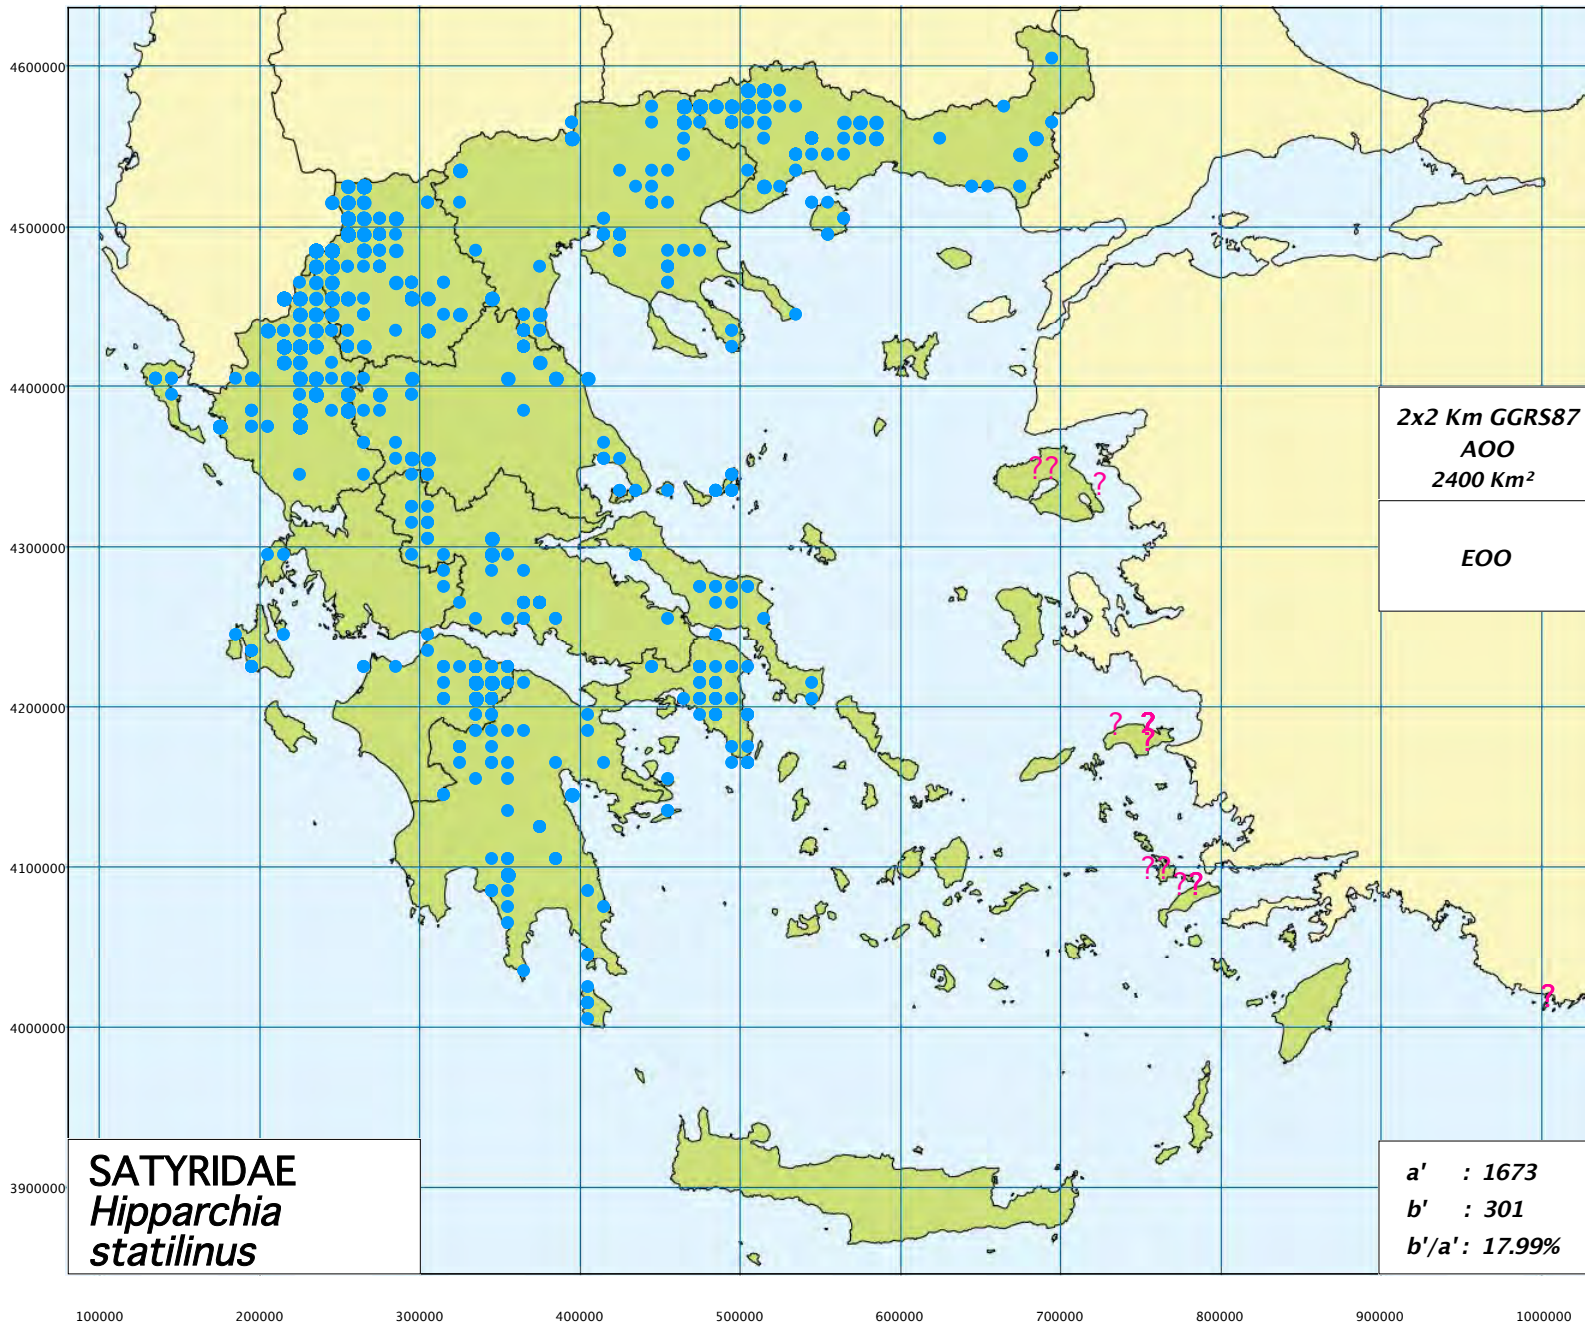 4600000
4500000
4400000
2x2 Km GGRS87
AOO
2400 Km²
??
?
4300000
EOO
4200000
? ?
?
4100000
??
??
?
4000000
SATYRIDAE
Hipparchia
statilinus
3900000
a' : 1673
b' : 301
b'/a' : 17.99%
100000 200000 300000 400000 500000 600000 700000 800000 900000 1000000